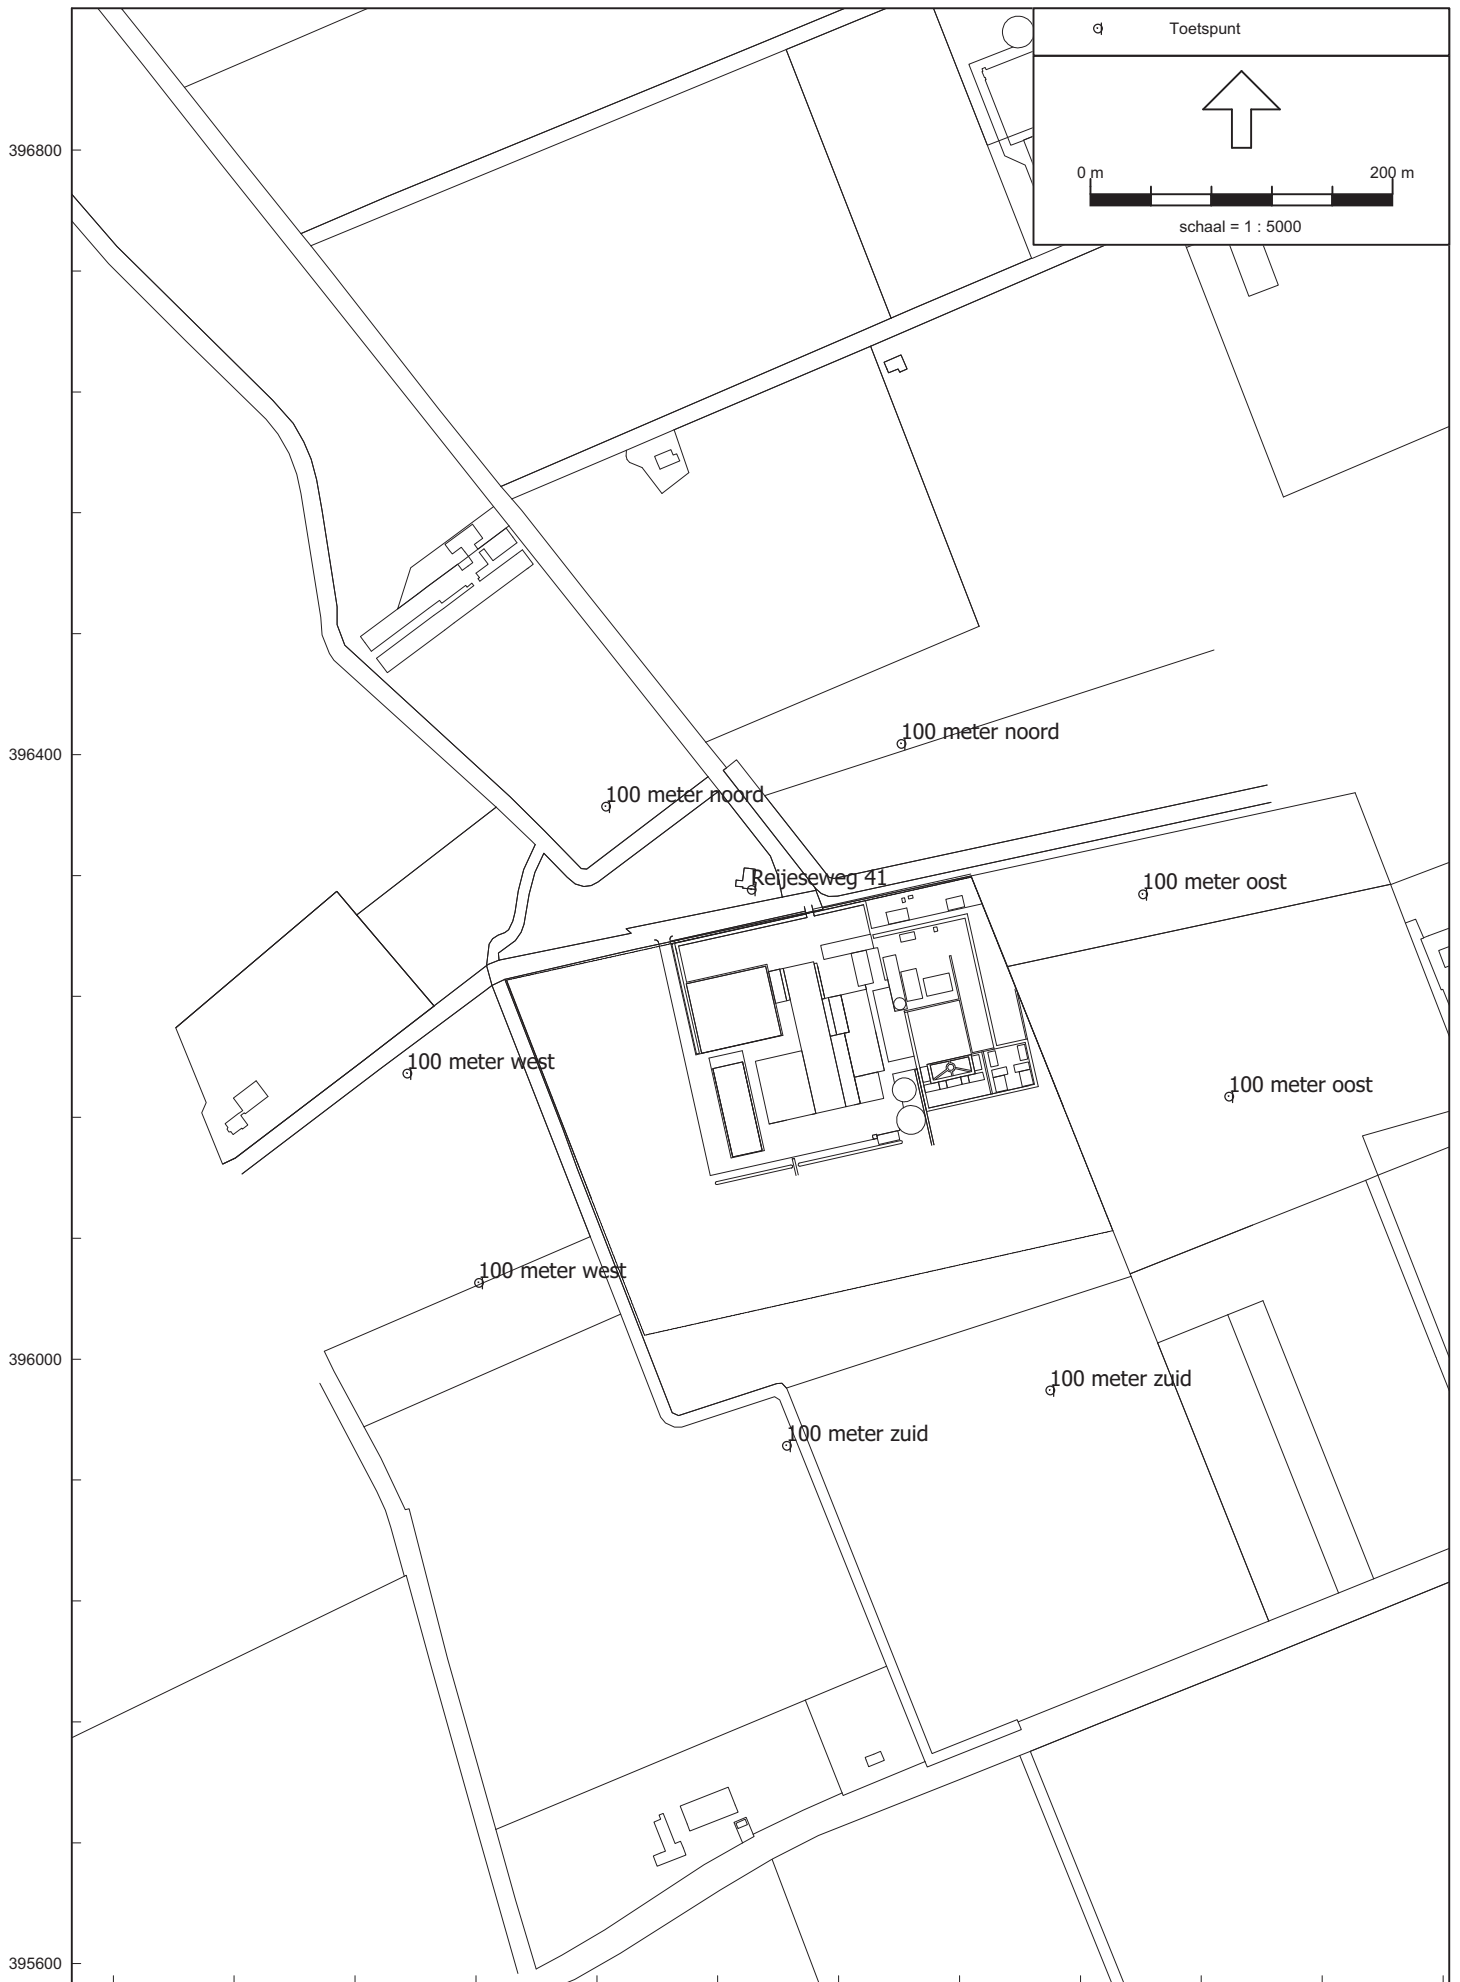 Toetspunt
396800
0 m
200 m
schaal = 1 : 5000
100 meter noord
396400
100 meter noord
Reijeseweg 41
100 meter oost
100 meter west
100 meter oost
100 meter west
396000
100 meter zuid
100 meter zuid
395600